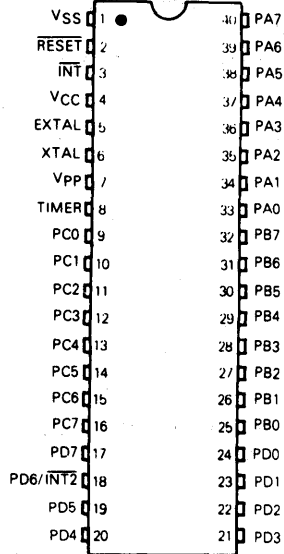 VSS 1 40 PA7
RESET 2 39 PA6
INT 3 38 PA5
VCC 4 37 PA4
EXTAL 5 36 PA3
XTAL 6 35 PA2
VPP 7 34 PA1
TIMER 8 33 PA0
PC0 9 32 PB7
PC1 10 31 PB6
PC2 11 30 PB5
PC3 12 29 PB4
PC4 13 28 PB3
PC5 14 27 PB2
PC6 15 26 PB1
PC7 16 25 PB0
PD7 17 24 PD0
PD6/INT2 18 23 PD1
PD5 19 22 PD2
PD4 20 21 PD3